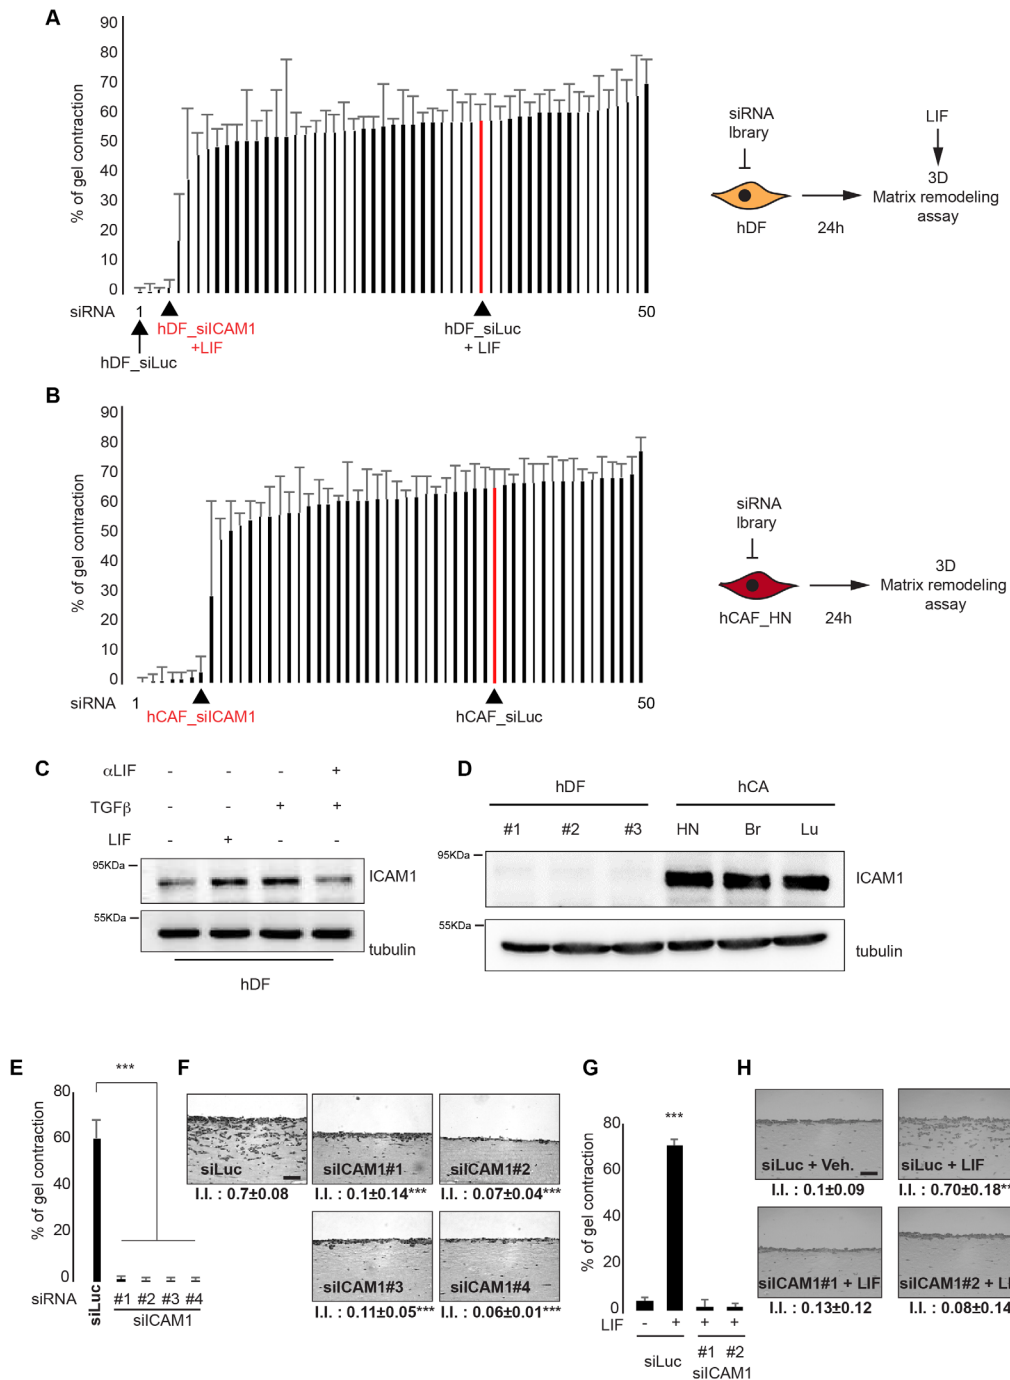 A
% of gel contraction
90
80
70
60
50
40
30
20
10
0
siRNA 1 50
hDF_siICAM1
+LIF
hDF_siLuc
hDF_siLuc
+ LIF
siRNA
lbrary
hDF
24h
LIF
3D
Matrix remodeling
assay
B
% of gel contraction
90
80
70
60
50
40
30
20
10
0
siRNA 1 50
hCAF_siICAM1
hCAF_siLuc
siRNA
lbrary
hCAF_HN
24h
3D
Matrix remodeling
assay
C
αLIF - - - +
TGFβ - - + +
LIF - + - -
95KDa
ICAM1
55KDa
tubulin
hDF
D
hDF hCA
#1 #2 #3 HN Br Lu
95KDa
ICAM1
55KDa
tubulin
E
% of gel contraction
80
60
40
20
0
***
siRNA siLuc #1 #2 #3 #4
siICAM1
F
siLuc
I.I. : 0.7±0.08
siICAM1#1
I.I. : 0.1±0.14***
siICAM1#2
I.I. : 0.07±0.04***
siICAM1#3
I.I. : 0.11±0.05***
siICAM1#4
I.I. : 0.06±0.01***
G
% of gel contraction
80
60
40
20
0
***
LIF - + + +
siLuc #1 #2
siICAM1
H
siLuc + Veh.
I.I. : 0.1±0.09
siLuc + LIF
I.I. : 0.70±0.18**
siICAM1#1 + LIF
I.I. : 0.13±0.12
siICAM1#2 + LI
I.I. : 0.08±0.14